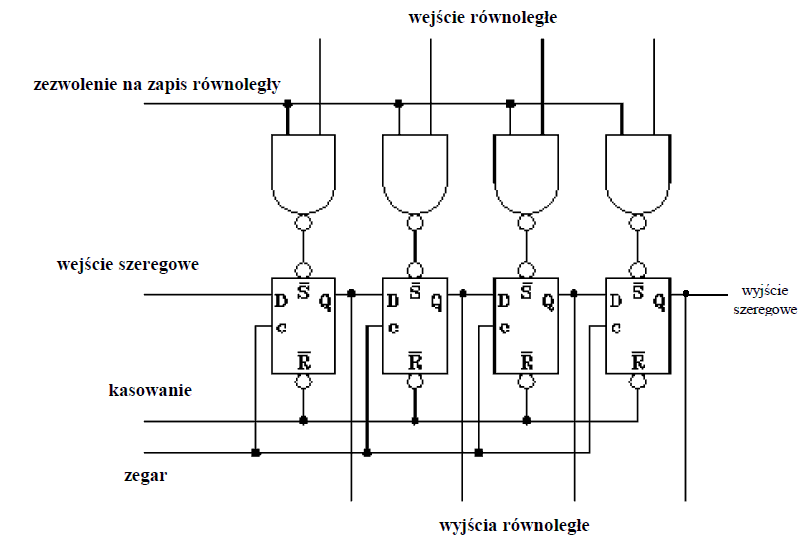 wejście równoległe
zezwolenie na zapis równoległy
wejście szeregowe
S S S S
D Q D Q D Q D Q
wyjście
szeregowe
C C C C
R R R R
kasowanie
zegar
wyjścia równoległe